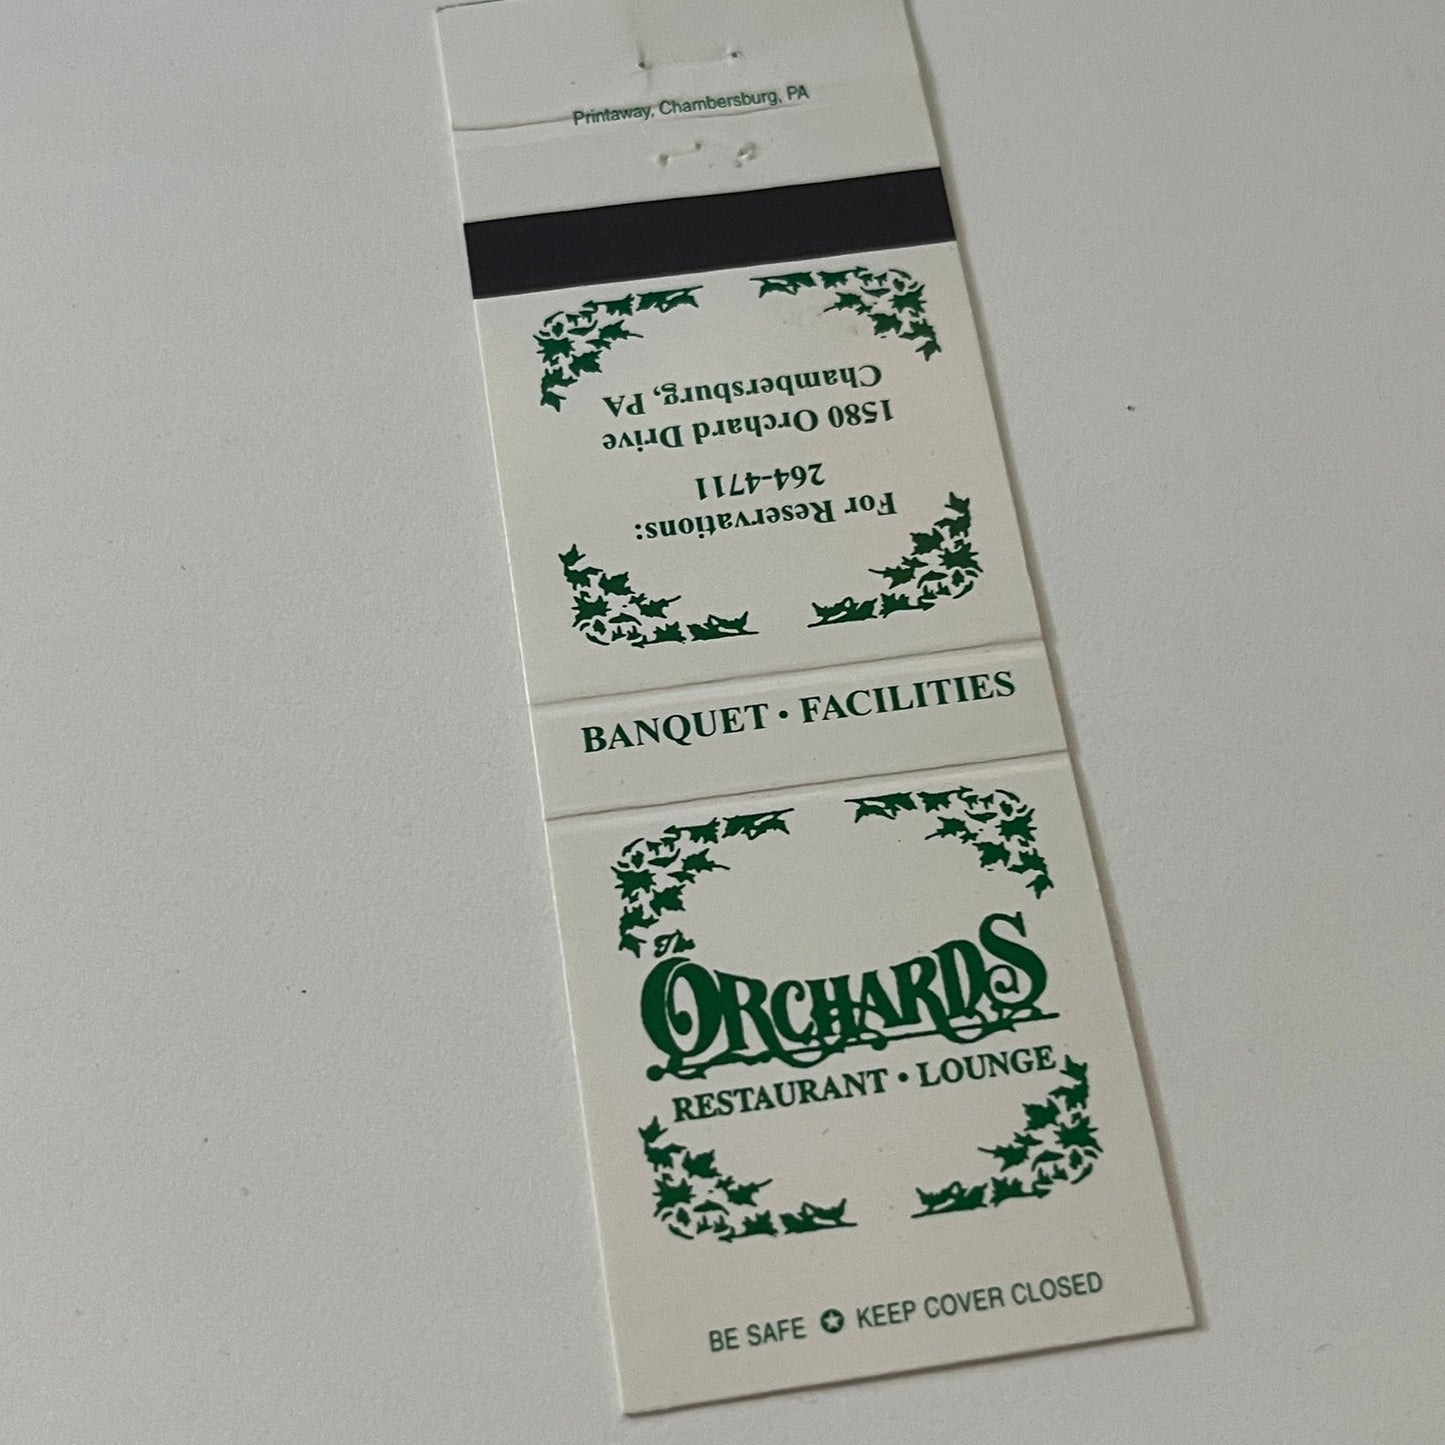 Printaway, Chambersburg, PA
For Reservations:
264-4711
1580 Orchard Drive
Chambersburg, PA
BANQUET • FACILITIES
The
ORCHARDS
RESTAURANT • LOUNGE
BE SAFE ✪ KEEP COVER CLOSED